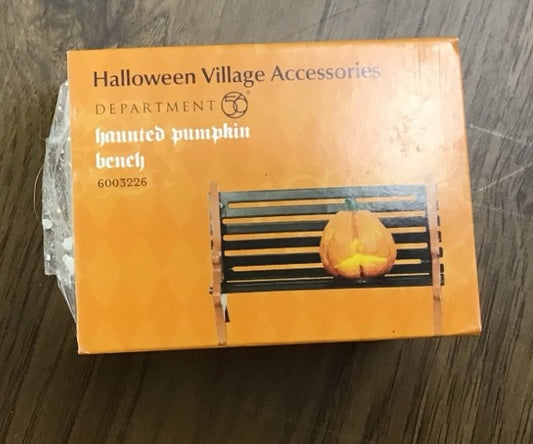 Halloween Village Accessories
DEPARTMENT 56®
haunted pumpkin
bench
6003226